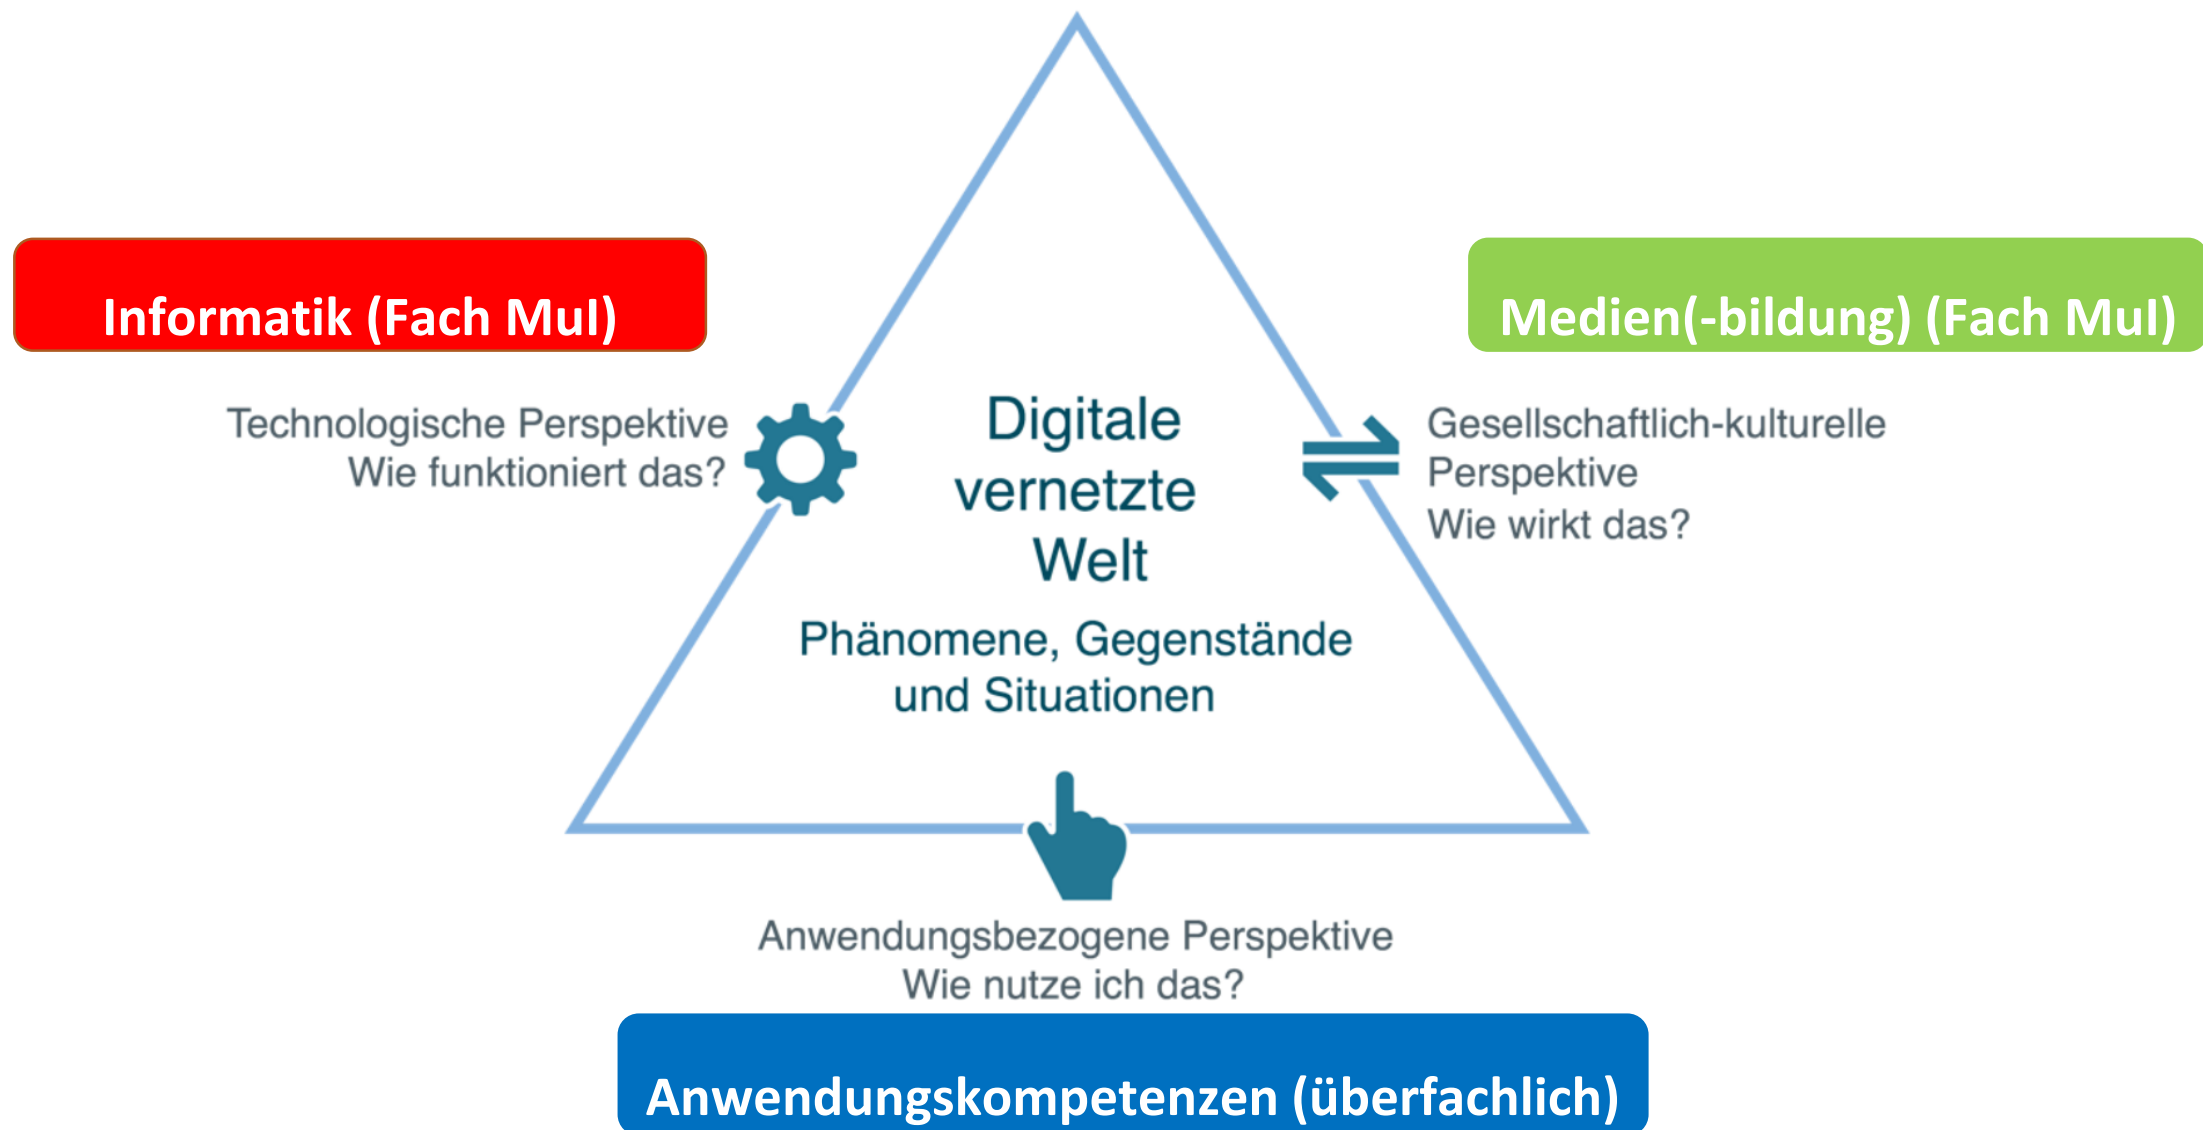 Informatik (Fach MuI)
Medien(-bildung) (Fach MuI)
Technologische Perspektive
Wie funktioniert das?
Digitale
vernetzte
Welt
Phänomene, Gegenstände
und Situationen
Gesellschaftlich-kulturelle
Perspektive
Wie wirkt das?
Anwendungsbezogene Perspektive
Wie nutze ich das?
Anwendungskompetenzen (überfachlich)